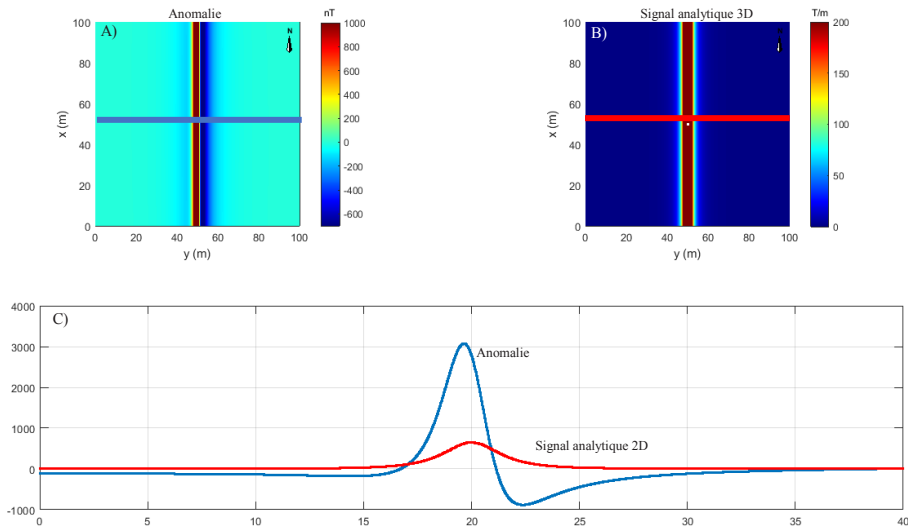 Anomalie
nT
A)
N
100
80
60
40
20
0
x (m)
0 20 40 60 80 100
y (m)
1000
800
600
400
200
0
-200
-400
-600
Signal analytique 3D
T/m
B)
N
100
80
60
40
20
0
x (m)
0 20 40 60 80 100
y (m)
200
150
100
50
0
C)
4000
3000
2000
1000
0
-1000
Anomalie
Signal analytique 2D
0 5 10 15 20 25 30 35 40